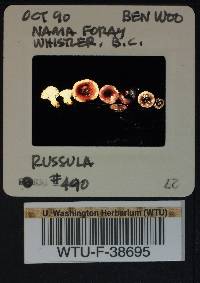 OCT 90 BEN WOO
NAMA FORAY
WHISTLER, B.C.
RUSSULA
#490
27
U. Washington Herbarium (WTU)
WTU-F-38695